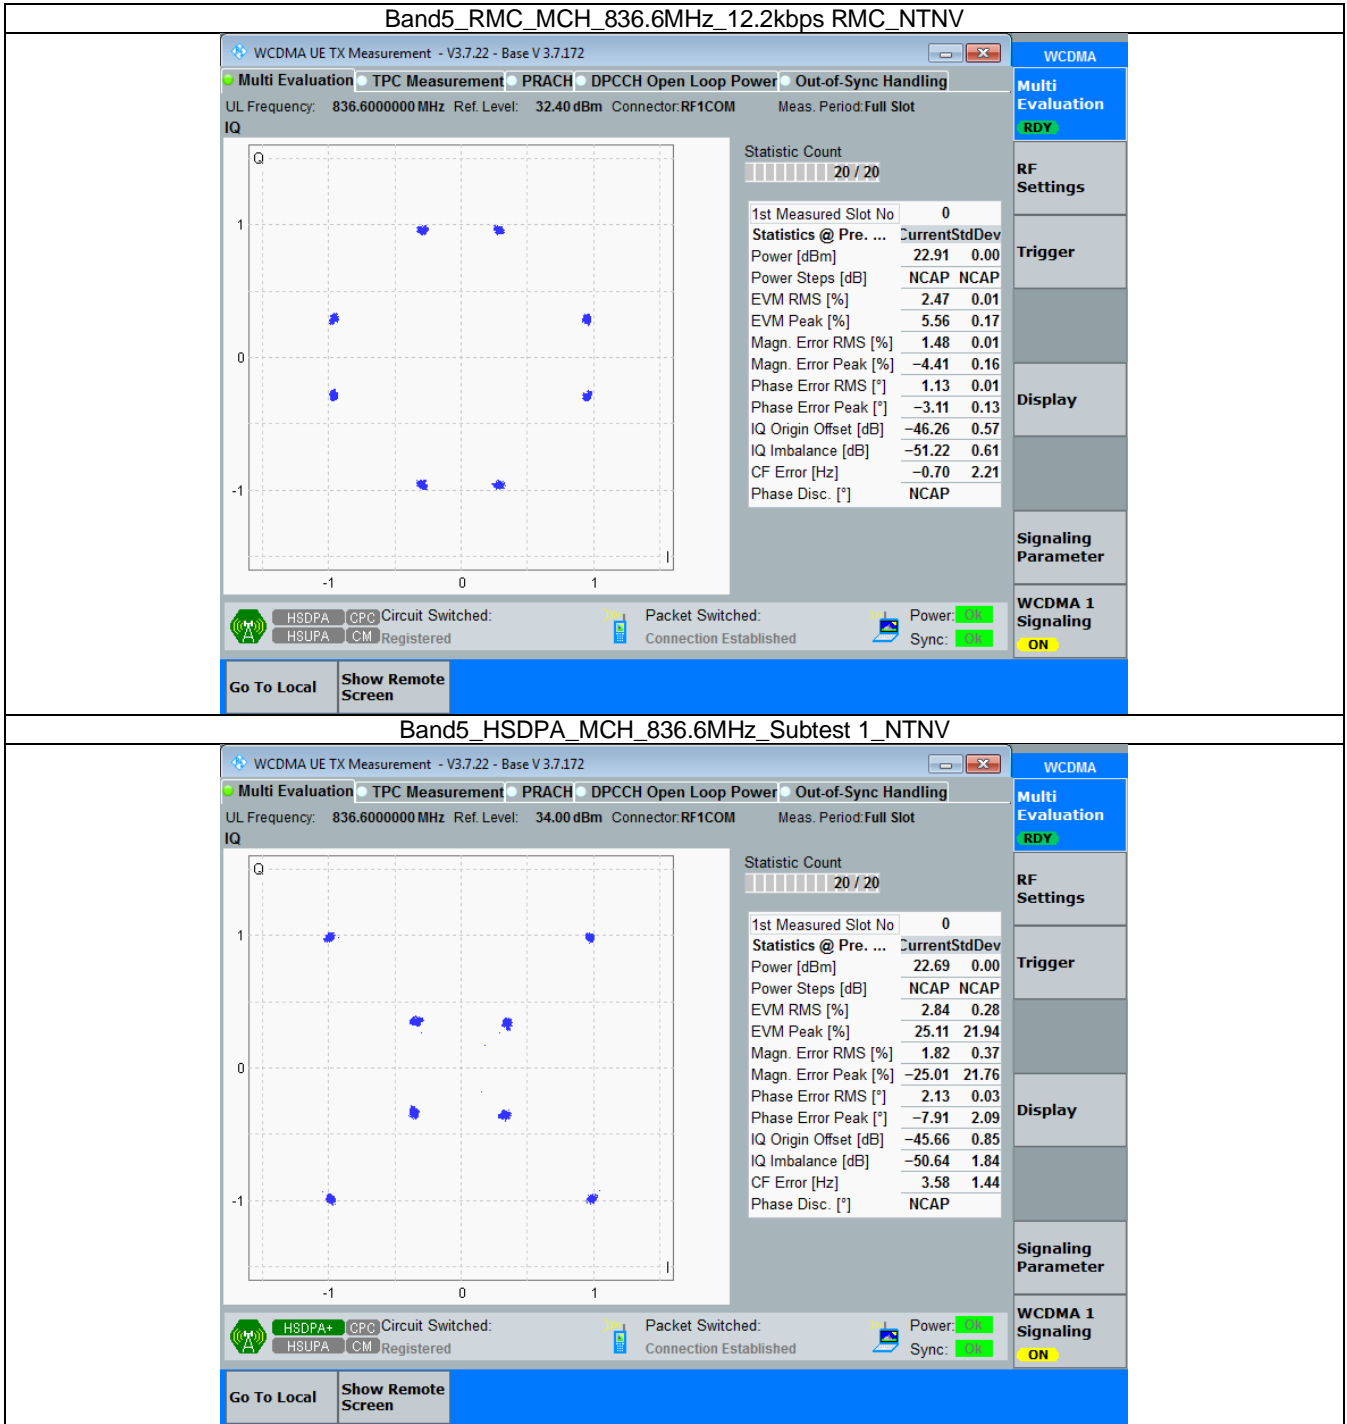 Band5_RMC_MCH_836.6MHz_12.2kbps RMC_NTNV
WCDMA UE TX Measurement - V3.7.22 - Base V 3.7.172
WCDMA
Multi Evaluation TPC Measurement PRACH DPCCH Open Loop Power Out-of-Sync Handling
Multi
Evaluation
RDY
UL Frequency: 836.6000000 MHz Ref. Level: 32.40 dBm Connector: RF1COM Meas. Period: Full Slot
IQ
Q
1
0
-1
I
-1 0 1
Statistic Count
20 / 20
1st Measured Slot No 0
Statistics @ Pre. ... Current StdDev
Power [dBm] 22.91 0.00
Power Steps [dB] NCAP NCAP
EVM RMS [%] 2.47 0.01
EVM Peak [%] 5.56 0.17
Magn. Error RMS [%] 1.48 0.01
Magn. Error Peak [%] −4.41 0.16
Phase Error RMS [°] 1.13 0.01
Phase Error Peak [°] −3.11 0.13
IQ Origin Offset [dB] −46.26 0.57
IQ Imbalance [dB] −51.22 0.61
CF Error [Hz] −0.70 2.21
Phase Disc. [°] NCAP
RF
Settings
Trigger
Display
Signaling
Parameter
WCDMA 1
Signaling
ON
HSDPA CPC Circuit Switched: Packet Switched: Power: Ok
HSUPA CM Registered Connection Established Sync: Ok
Go To Local
Show Remote
Screen
Band5_HSDPA_MCH_836.6MHz_Subtest 1_NTNV
WCDMA UE TX Measurement - V3.7.22 - Base V 3.7.172
WCDMA
Multi Evaluation TPC Measurement PRACH DPCCH Open Loop Power Out-of-Sync Handling
Multi
Evaluation
RDY
UL Frequency: 836.6000000 MHz Ref. Level: 34.00 dBm Connector: RF1COM Meas. Period: Full Slot
IQ
Q
1
0
-1
I
-1 0 1
Statistic Count
20 / 20
1st Measured Slot No 0
Statistics @ Pre. ... Current StdDev
Power [dBm] 22.69 0.00
Power Steps [dB] NCAP NCAP
EVM RMS [%] 2.84 0.28
EVM Peak [%] 25.11 21.94
Magn. Error RMS [%] 1.82 0.37
Magn. Error Peak [%] −25.01 21.76
Phase Error RMS [°] 2.13 0.03
Phase Error Peak [°] −7.91 2.09
IQ Origin Offset [dB] −45.66 0.85
IQ Imbalance [dB] −50.64 1.84
CF Error [Hz] 3.58 1.44
Phase Disc. [°] NCAP
RF
Settings
Trigger
Display
Signaling
Parameter
WCDMA 1
Signaling
ON
HSDPA+ CPC Circuit Switched: Packet Switched: Power: Ok
HSUPA CM Registered Connection Established Sync: Ok
Go To Local
Show Remote
Screen